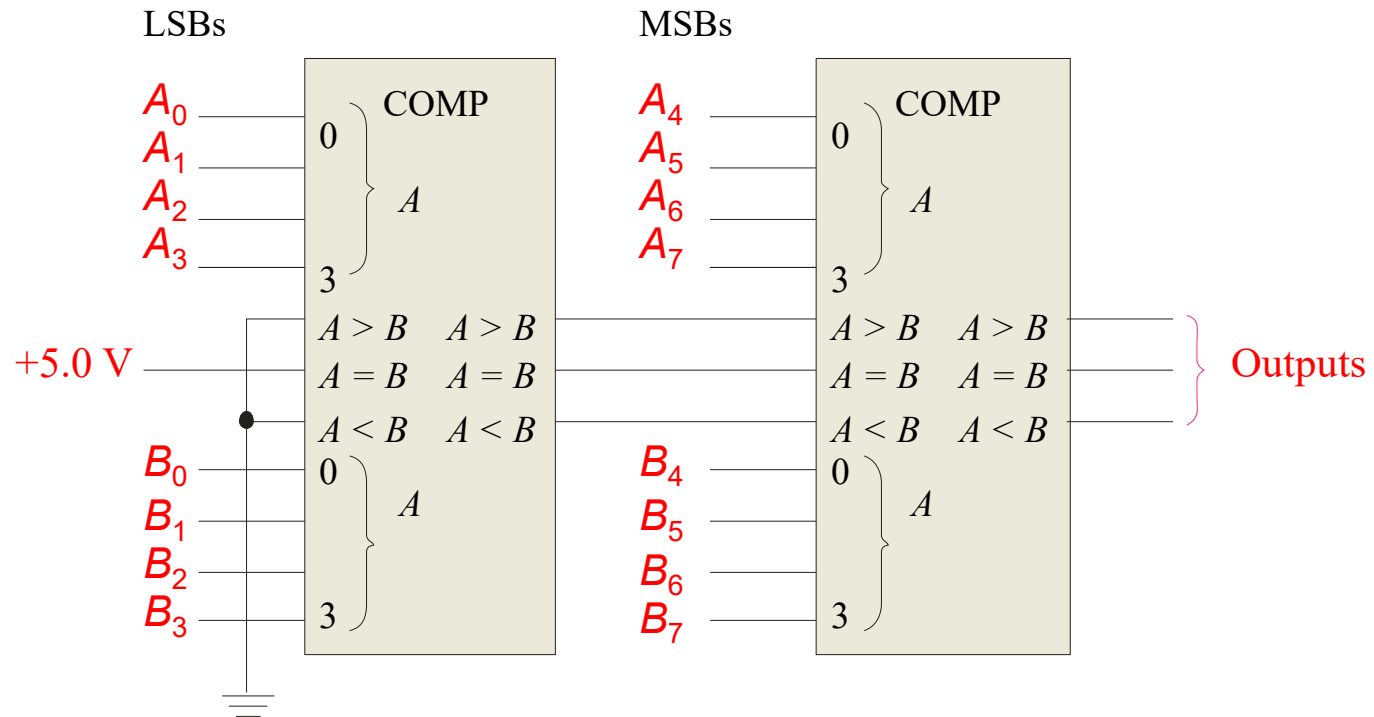 LSBs MSBs
A0 COMP A4 COMP
0 0
A1 A5
A2 A A6 A
A3 A7
3 3
A > B A > B A > B A > B
+5.0 V A = B A = B A = B A = B Outputs
A < B A < B A < B A < B
B0 0 B4 0
B1 A B5 A
B2 B6
B3 3 B7 3